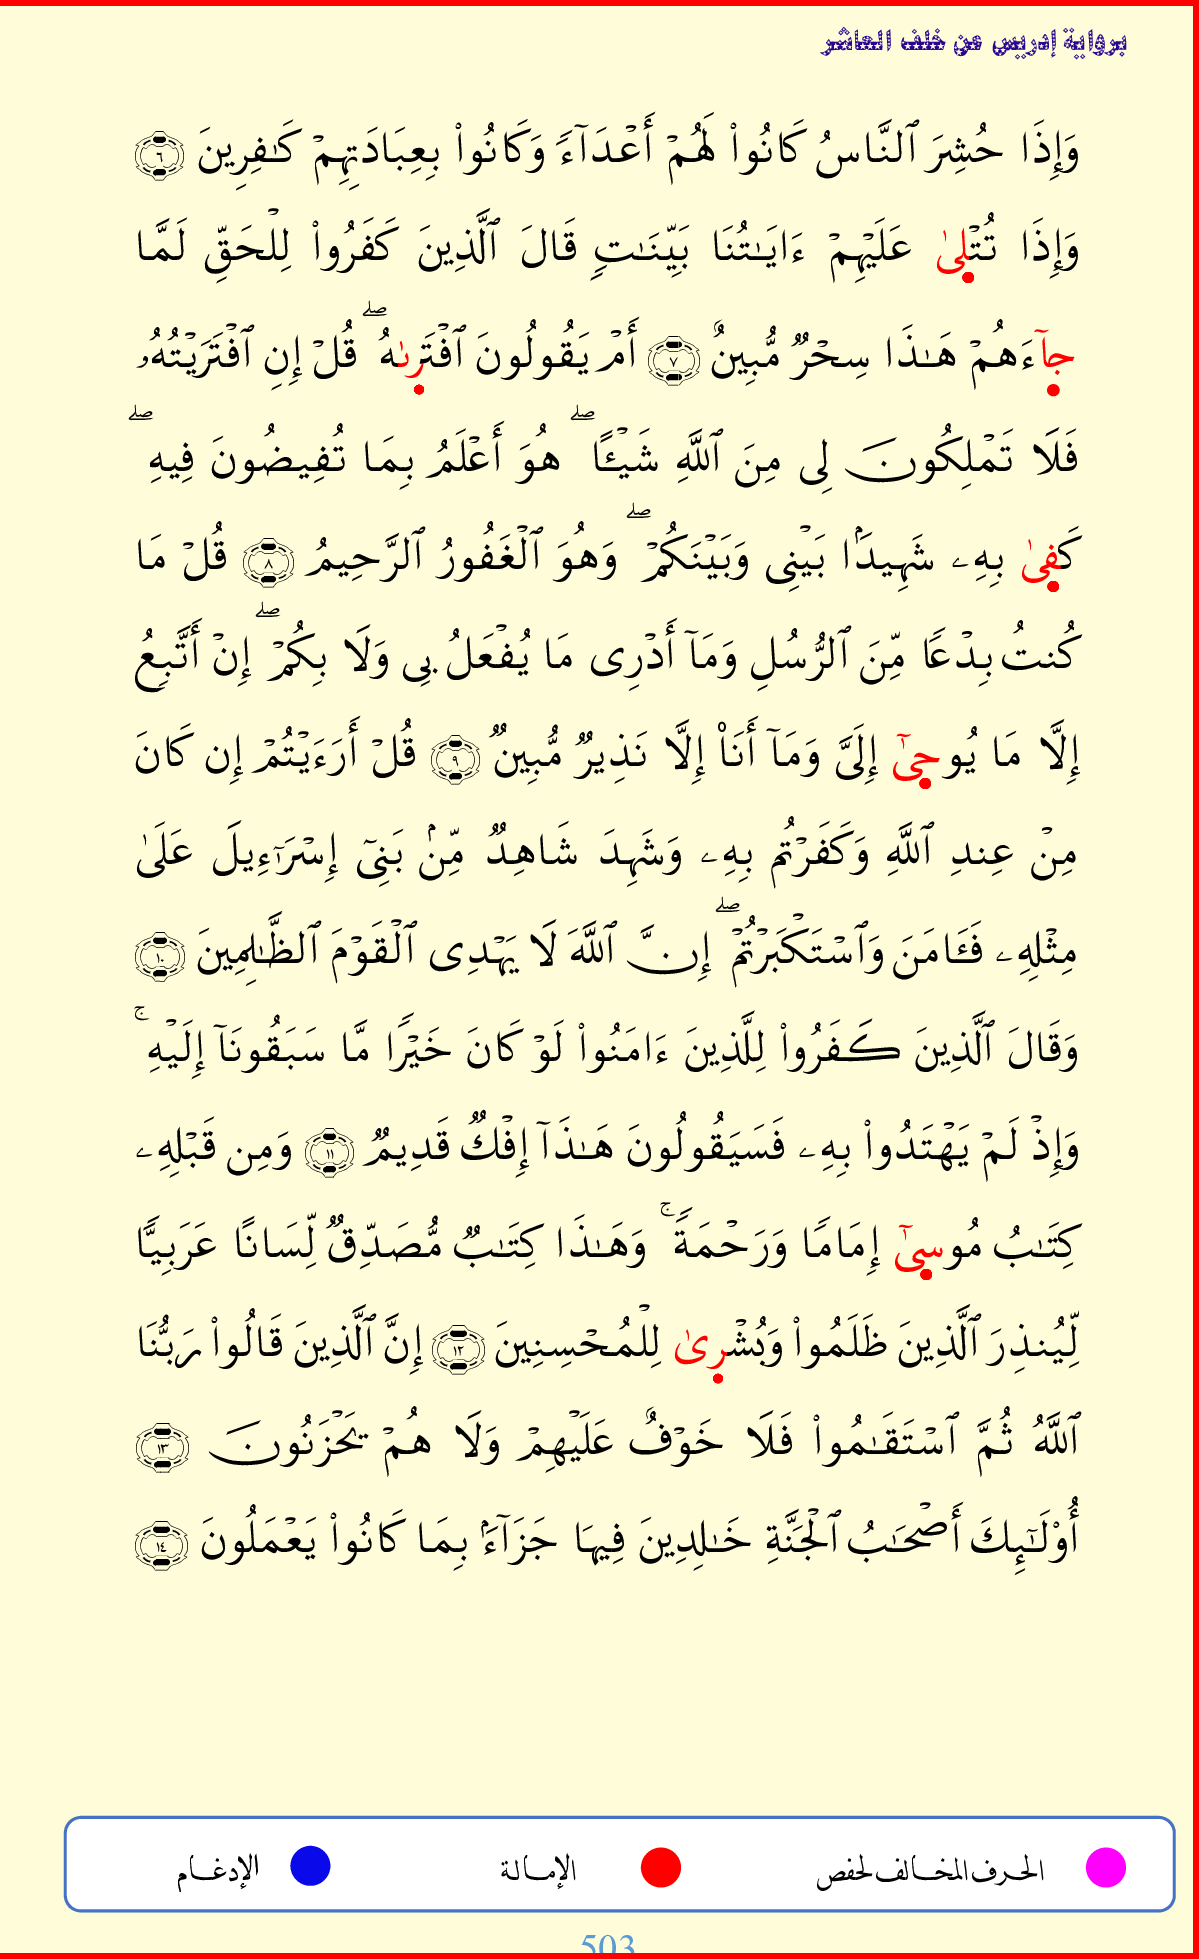 برواية إدريس عن خلف العاشر
وَإِذَا حُشِرَ ٱلنَّاسُ كَانُوا۟ لَهُمْ أَعْدَآءً وَكَانُوا۟ بِعِبَادَتِهِمْ كَـٰفِرِينَ ٦
وَإِذَا تُتْلِىٰ عَلَيْهِمْ ءَايَـٰتُنَا بَيِّنَـٰتٍ قَالَ ٱلَّذِينَ كَفَرُوا۟ لِلْحَقِّ لَمَّا
جآءَهُمْ هَـٰذَا سِحْرٌ مُّبِينٌ ٧ أَمْ يَقُولُونَ ٱفْتَرِىٰهُ ۖ قُلْ إِنِ ٱفْتَرَيْتُهُۥ
فَلَا تَمْلِكُونَ لِى مِنَ ٱللَّهِ شَيْـًٔا ۖ هُوَ أَعْلَمُ بِمَا تُفِيضُونَ فِيهِ ۖ
كَفِىٰ بِهِۦ شَهِيدًۢا بَيْنِى وَبَيْنَكُمْ ۖ وَهُوَ ٱلْغَفُورُ ٱلرَّحِيمُ ٨ قُلْ مَا
كُنتُ بِدْعًا مِّنَ ٱلرُّسُلِ وَمَآ أَدْرِى مَا يُفْعَلُ بِى وَلَا بِكُمْ ۖ إِنْ أَتَّبِعُ
إِلَّا مَا يُوحِىٰٓ إِلَىَّ وَمَآ أَنَا۠ إِلَّا نَذِيرٌ مُّبِينٌ ٩ قُلْ أَرَءَيْتُمْ إِن كَانَ
مِنْ عِندِ ٱللَّهِ وَكَفَرْتُم بِهِۦ وَشَهِدَ شَاهِدٌ مِّنۢ بَنِىٓ إِسْرَٰٓءِيلَ عَلَىٰ
مِثْلِهِۦ فَـَٔامَنَ وَٱسْتَكْبَرْتُمْ ۖ إِنَّ ٱللَّهَ لَا يَهْدِى ٱلْقَوْمَ ٱلظَّـٰلِمِينَ ١٠
وَقَالَ ٱلَّذِينَ كَفَرُوا۟ لِلَّذِينَ ءَامَنُوا۟ لَوْ كَانَ خَيْرًا مَّا سَبَقُونَآ إِلَيْهِ ۚ
وَإِذْ لَمْ يَهْتَدُوا۟ بِهِۦ فَسَيَقُولُونَ هَـٰذَآ إِفْكٌ قَدِيمٌ ١١ وَمِن قَبْلِهِۦ
كِتَـٰبُ مُوسِىٰٓ إِمَامًا وَرَحْمَةً ۚ وَهَـٰذَا كِتَـٰبٌ مُّصَدِّقٌ لِّسَانًا عَرَبِيًّا
لِّيُنذِرَ ٱلَّذِينَ ظَلَمُوا۟ وَبُشْرِىٰ لِلْمُحْسِنِينَ ١٢ إِنَّ ٱلَّذِينَ قَالُوا۟ رَبُّنَا
ٱللَّهُ ثُمَّ ٱسْتَقَـٰمُوا۟ فَلَا خَوْفٌ عَلَيْهِمْ وَلَا هُمْ يَحْزَنُونَ ١٣
أُو۟لَـٰٓئِكَ أَصْحَـٰبُ ٱلْجَنَّةِ خَـٰلِدِينَ فِيهَا جَزَآءًۢ بِمَا كَانُوا۟ يَعْمَلُونَ ١٤
الحرف المخالف لحفص الإمالة الإدغام
503